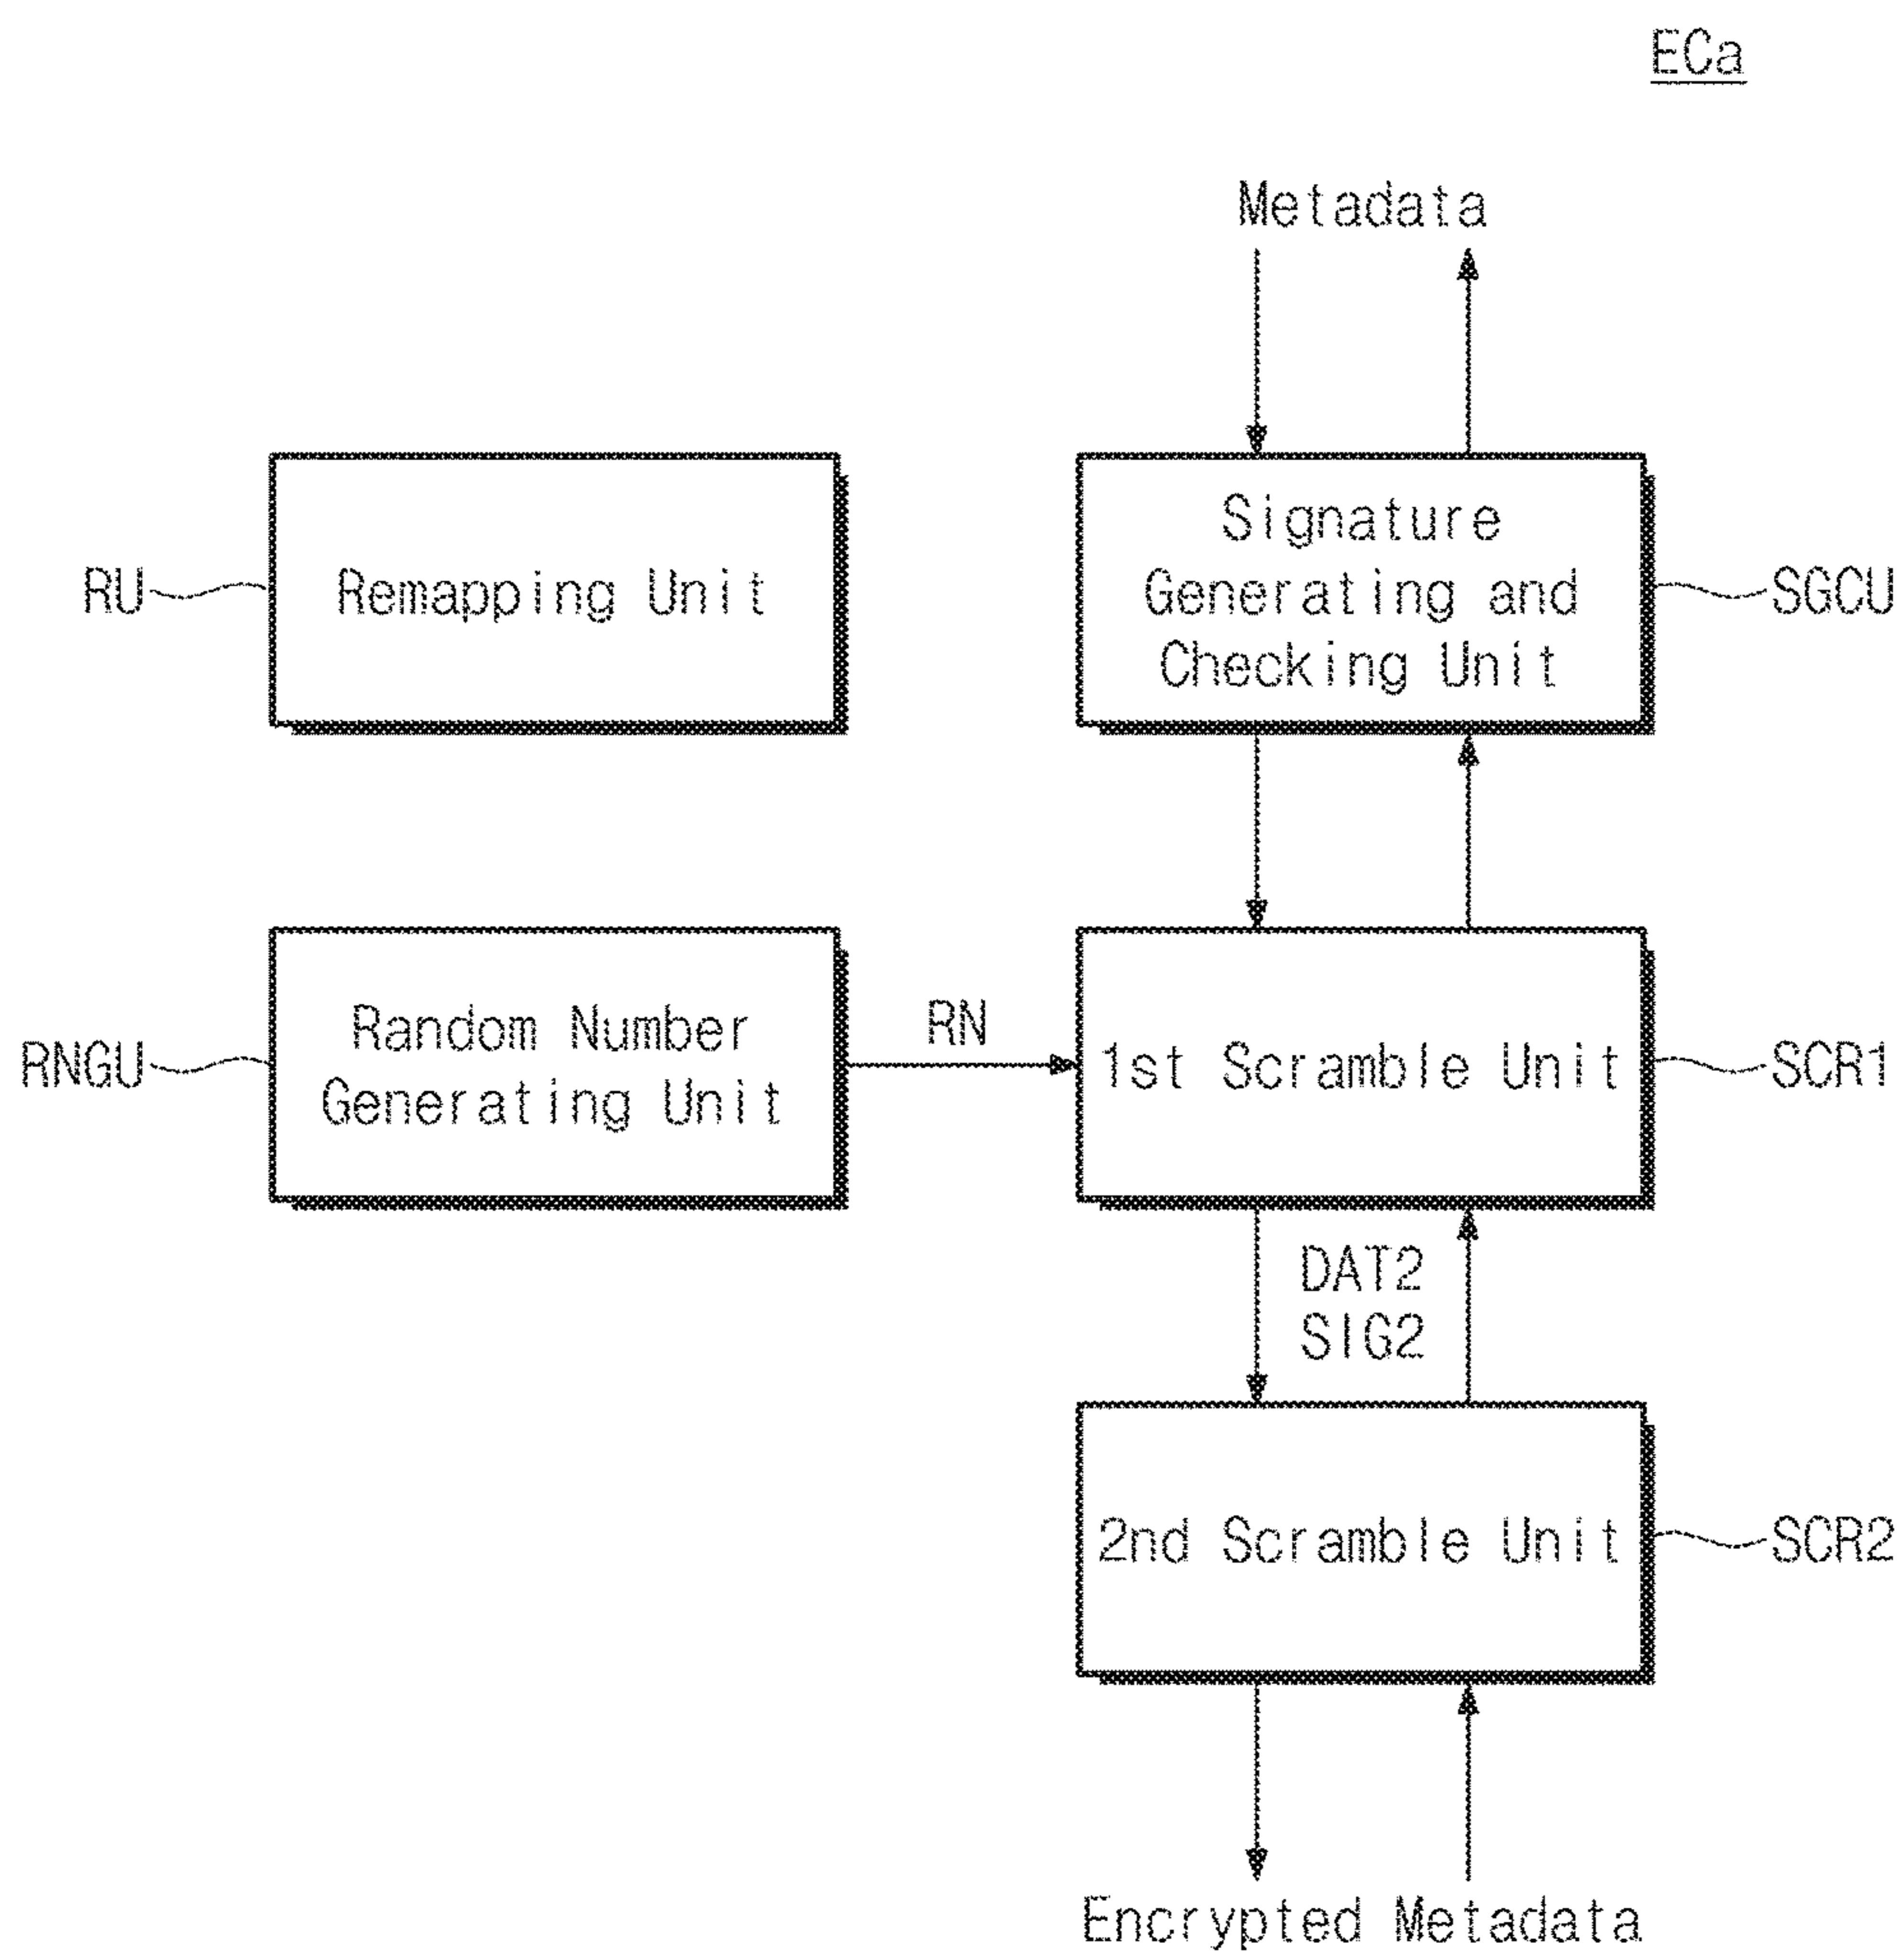 ECa
Metadata
RU
Remapping Unit
Signature
Generating and
Checking Unit
SGCU
RNGU
Random Number
Generating Unit
RN
1st Scramble Unit
SCR1
DAT2
SIG2
2nd Scramble Unit
SCR2
Encrypted Metadata